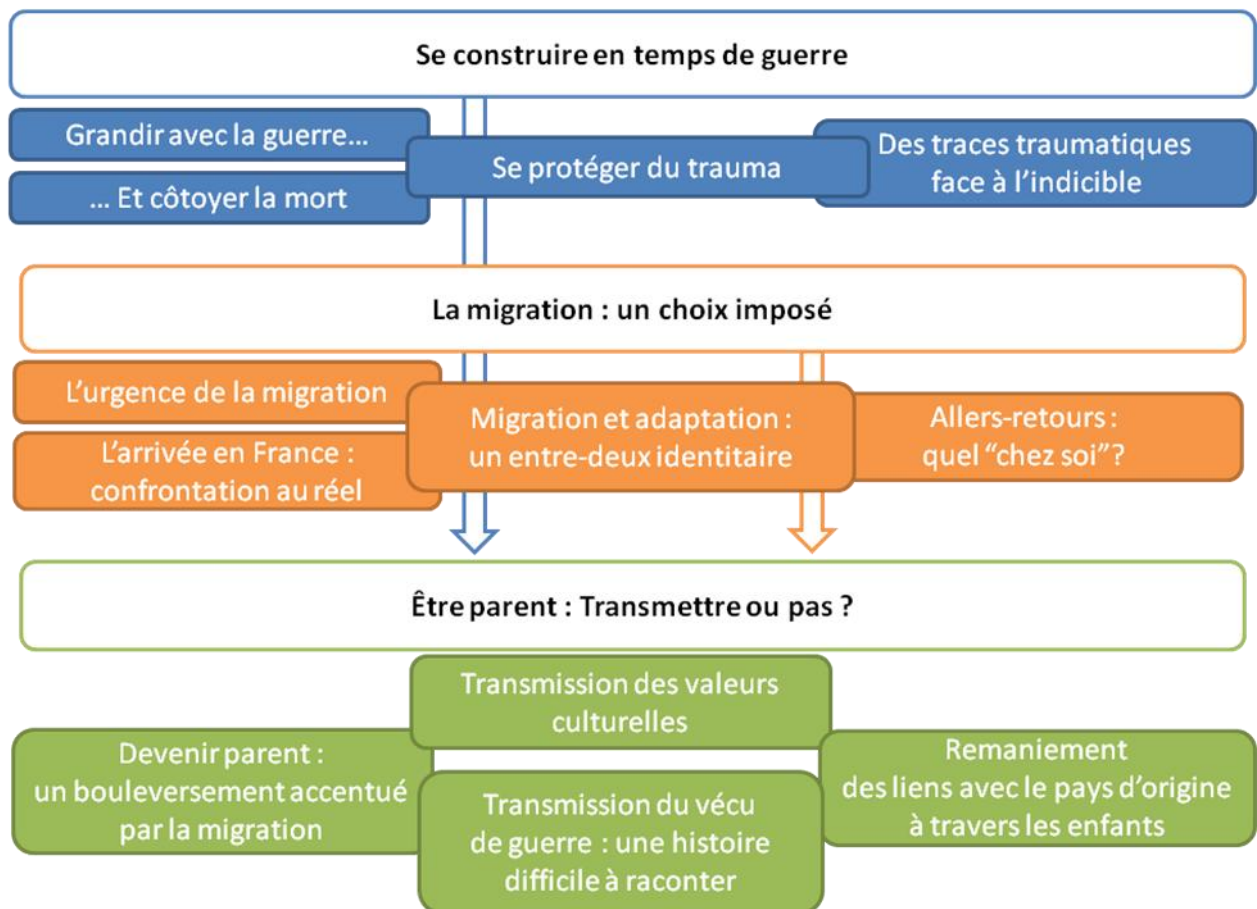 Se construire en temps de guerre
Grandir avec la guerre…
… Et côtoyer la mort
Se protéger du trauma
Des traces traumatiques
face à l’indicible
La migration : un choix imposé
L’urgence de la migration
L’arrivée en France :
confrontation au réel
Migration et adaptation :
un entre-deux identitaire
Allers-retours :
quel “chez soi”?
Être parent : Transmettre ou pas ?
Devenir parent :
un bouleversement accentué
par la migration
Transmission des valeurs
culturelles
Transmission du vécu
de guerre : une histoire
difficile à raconter
Remaniement
des liens avec le pays d’origine
à travers les enfants